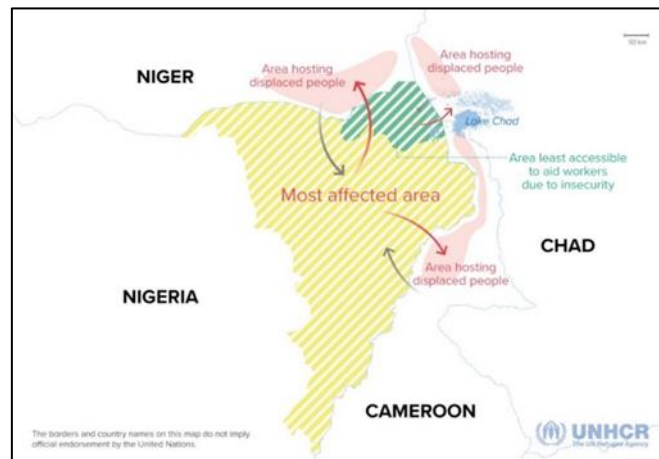 50 km
NIGER
Area hosting
displaced people
Area hosting
displaced people
Lake Chad
Area least accessible
to aid workers
due to insecurity
Most affected area
CHAD
Area hosting
displaced people
NIGERIA
CAMEROON
The borders and country names on this map do not imply
official endorsement by the United Nations.
UNHCR
The UN Refugee Agency